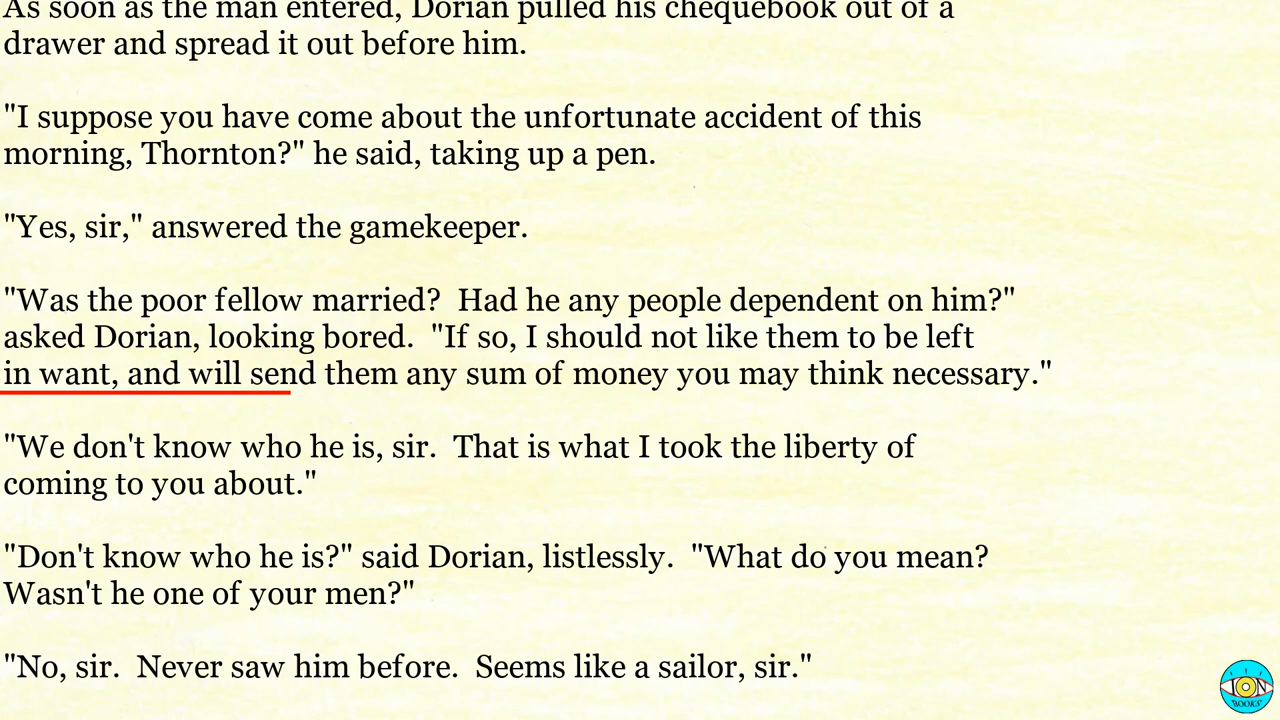 As soon as the man entered, Dorian pulled his chequebook out of a
drawer and spread it out before him.
"I suppose you have come about the unfortunate accident of this
morning, Thornton?" he said, taking up a pen.
"Yes, sir," answered the gamekeeper.
"Was the poor fellow married?  Had he any people dependent on him?"
asked Dorian, looking bored.  "If so, I should not like them to be left
in want, and will send them any sum of money you may think necessary."
"We don't know who he is, sir.  That is what I took the liberty of
coming to you about."
"Don't know who he is?" said Dorian, listlessly.  "What do you mean?
Wasn't he one of your men?"
"No, sir.  Never saw him before.  Seems like a sailor, sir."
ION
BOOKS